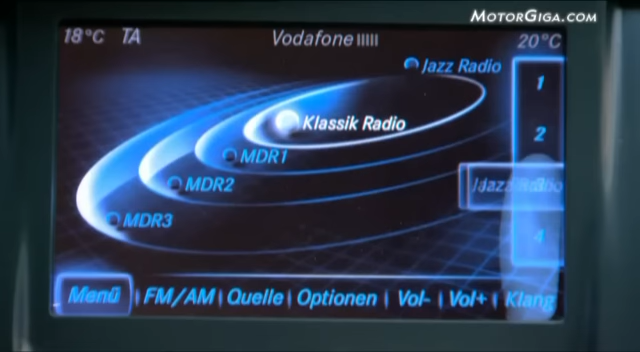 MotorGiga.com
18°C TA Vodafone 20°C
Jazz Radio
1
Klassik Radio
2
MDR1
MDR2
Jazz Radio
MDR3
4
Menü FM/AM Quelle Optionen Vol- Vol+ Klang